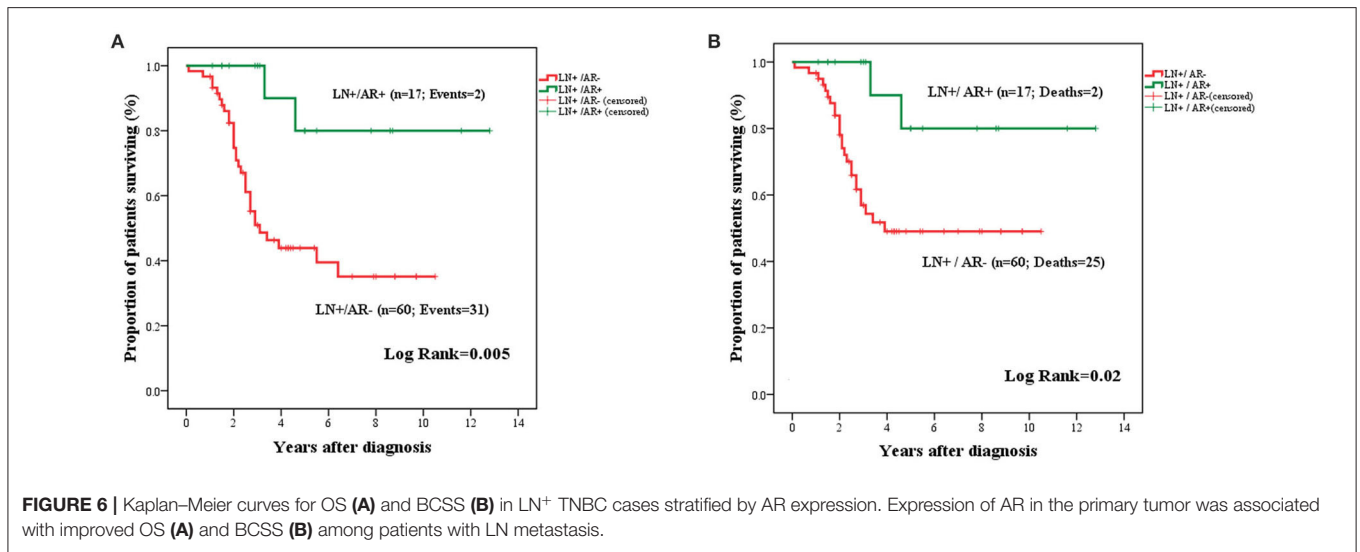 A
Proportion of patients surviving (%)
1.0
0.8
0.6
0.4
0.2
0.0
LN+/AR+ (n=17; Events=2)
LN+/AR- (n=60; Events=31)
Log Rank=0.005
0 2 4 6 8 10 12 14
Years after diagnosis
LN+ /AR-
LN+ /AR+
LN+ /AR- (censored)
LN+ /AR+ (censored)
B
Proportion of patients surviving (%)
1.0
0.8
0.6
0.4
0.2
0.0
LN+/ AR+ (n=17; Deaths=2)
LN+ / AR- (n=60; Deaths=25)
Log Rank=0.02
0 2 4 6 8 10 12 14
Years after diagnosis
LN+/ AR-
LN+ / AR+
LN+ / AR-(censored)
LN+ / AR+(censored)
FIGURE 6 | Kaplan–Meier curves for OS (A) and BCSS (B) in LN⁺ TNBC cases stratified by AR expression. Expression of AR in the primary tumor was associated
with improved OS (A) and BCSS (B) among patients with LN metastasis.